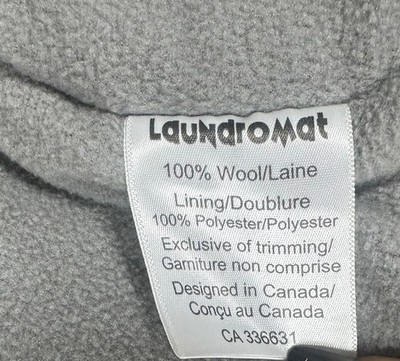 LauNdroMat
100% Wool/Laine
Lining/Doublure
100% Polyester/Polyester
Exclusive of trimming/
Garniture non comprise
Designed in Canada/
Conçu au Canada
CA 336631